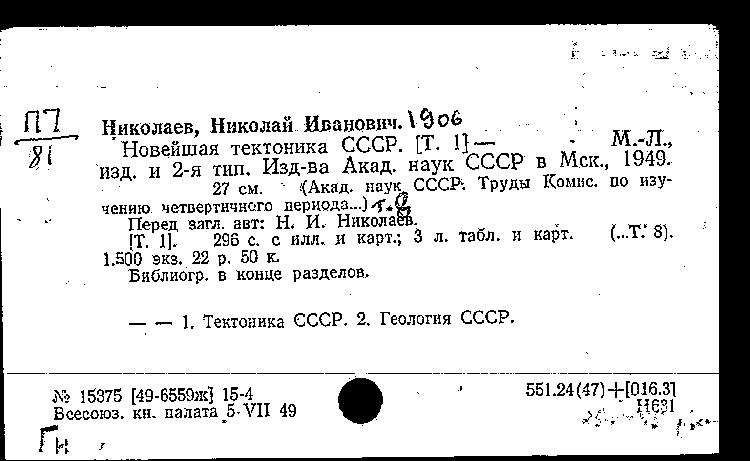 П7
81
Николаев, Николай Иванович. 1906
Новейшая тектоника СССР. [Т. 1] — М.-Л.,
изд. и 2-я тип. Изд-ва Акад. наук СССР в Мск., 1949.
27 см. (Акад. наук СССР. Труды Комис. по изу-
чению четвертичного периода...) т. 8
Перед загл. авт: Н. И. Николаев.
[Т. 1]. 296 с. с илл. и карт.; 3 л. табл. и карт. (...Т. 8).
1.500 экз. 22 р. 50 к.
Библиогр. в конце разделов.
— — 1. Тектоника СССР. 2. Геология СССР.
№ 15375 [49-6559ж] 15-4 551.24(47)+[016.3]
Всесоюз. кн. палата 5-VII 49 Н631
Гн